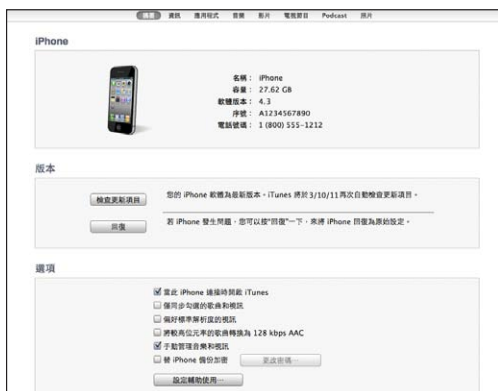 摘要 資訊 應用程式 音樂 影片 電視節目 Podcast 照片
iPhone
名稱： iPhone
容量： 27.62 GB
軟體版本： 4.3
序號： A1234567890
電話號碼： 1 (800) 555-1212
版本
檢查更新項目
您的 iPhone 軟體為最新版本。iTunes 將於3/10/11再次自動檢查更新項目。
回復
若 iPhone 發生問題，您可以按“回復”一下，來將 iPhone 回復為原始設定。
選項
當此 iPhone 連接時開啟 iTunes
僅同步勾選的歌曲和視訊
偏好標準解析度的視訊
將較高位元率的歌曲轉換為 128 kbps AAC
手動管理音樂和視訊
替 iPhone 備份加密
更改密碼⋯
設定輔助使用⋯